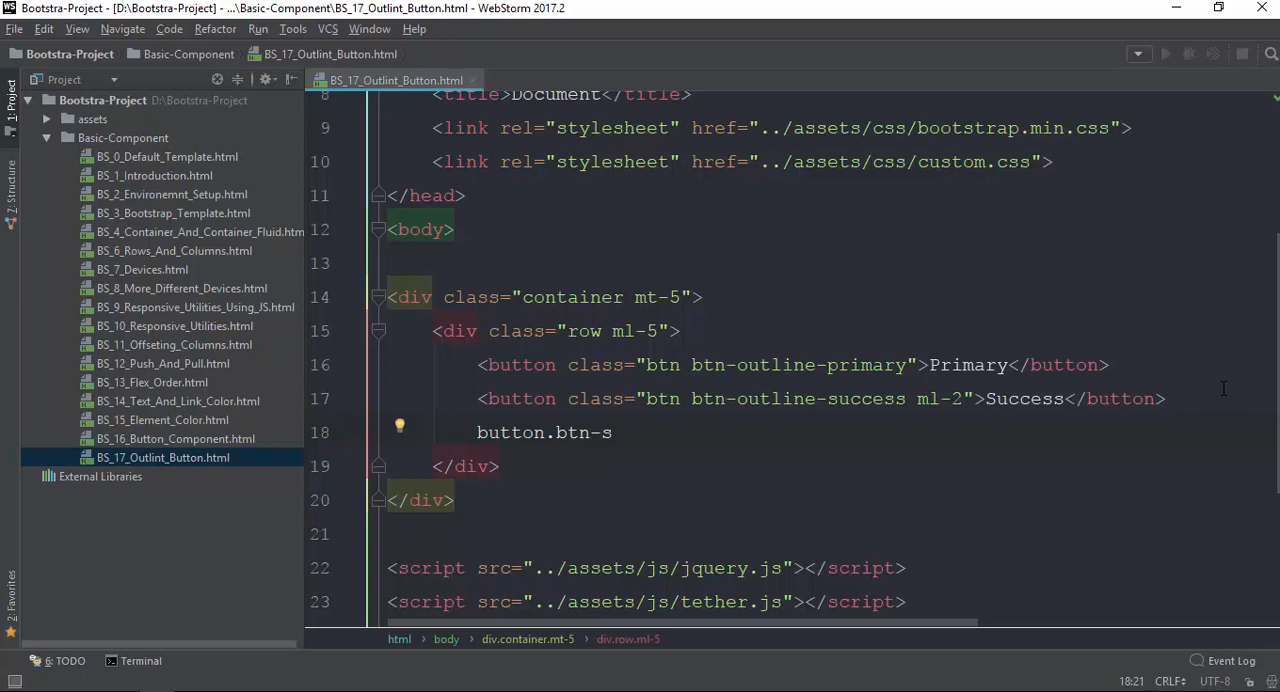 WS Bootstra-Project - [D:\Bootstra-Project] - ...\Basic-Component\BS_17_Outlint_Button.html - WebStorm 2017.2
File Edit View Navigate Code Refactor Run Tools VCS Window Help
Bootstra-Project Basic-Component BS_17_Outlint_Button.html
Project BS_17_Outlint_Button.html
1: Project
Z: Structure
2: Favorites
Bootstra-Project D:\Bootstra-Project
assets
Basic-Component
BS_0_Default_Template.html
BS_1_Introduction.html
BS_2_Environemnt_Setup.html
BS_3_Bootstrap_Template.html
BS_4_Container_And_Container_Fluid.htm
BS_6_Rows_And_Columns.html
BS_7_Devices.html
BS_8_More_Different_Devices.html
BS_9_Responsive_Utilities_Using_JS.html
BS_10_Responsive_Utilities.html
BS_11_Offseting_Columns.html
BS_12_Push_And_Pull.html
BS_13_Flex_Order.html
BS_14_Text_And_Link_Color.html
BS_15_Element_Color.html
BS_16_Button_Component.html
BS_17_Outlint_Button.html
External Libraries
8 <title>Document</title>
9 <link rel="stylesheet" href="../assets/css/bootstrap.min.css">
10 <link rel="stylesheet" href="../assets/css/custom.css">
11 </head>
12 <body>
13
14 <div class="container mt-5">
15 <div class="row ml-5">
16 <button class="btn btn-outline-primary">Primary</button>
17 <button class="btn btn-outline-success ml-2">Success</button>
18 button.btn-s
19 </div>
20 </div>
21
22 <script src="../assets/js/jquery.js"></script>
23 <script src="../assets/js/tether.js"></script>
html body div.container.mt-5 div.row.ml-5
6: TODO Terminal Event Log
18:21 CRLF UTF-8